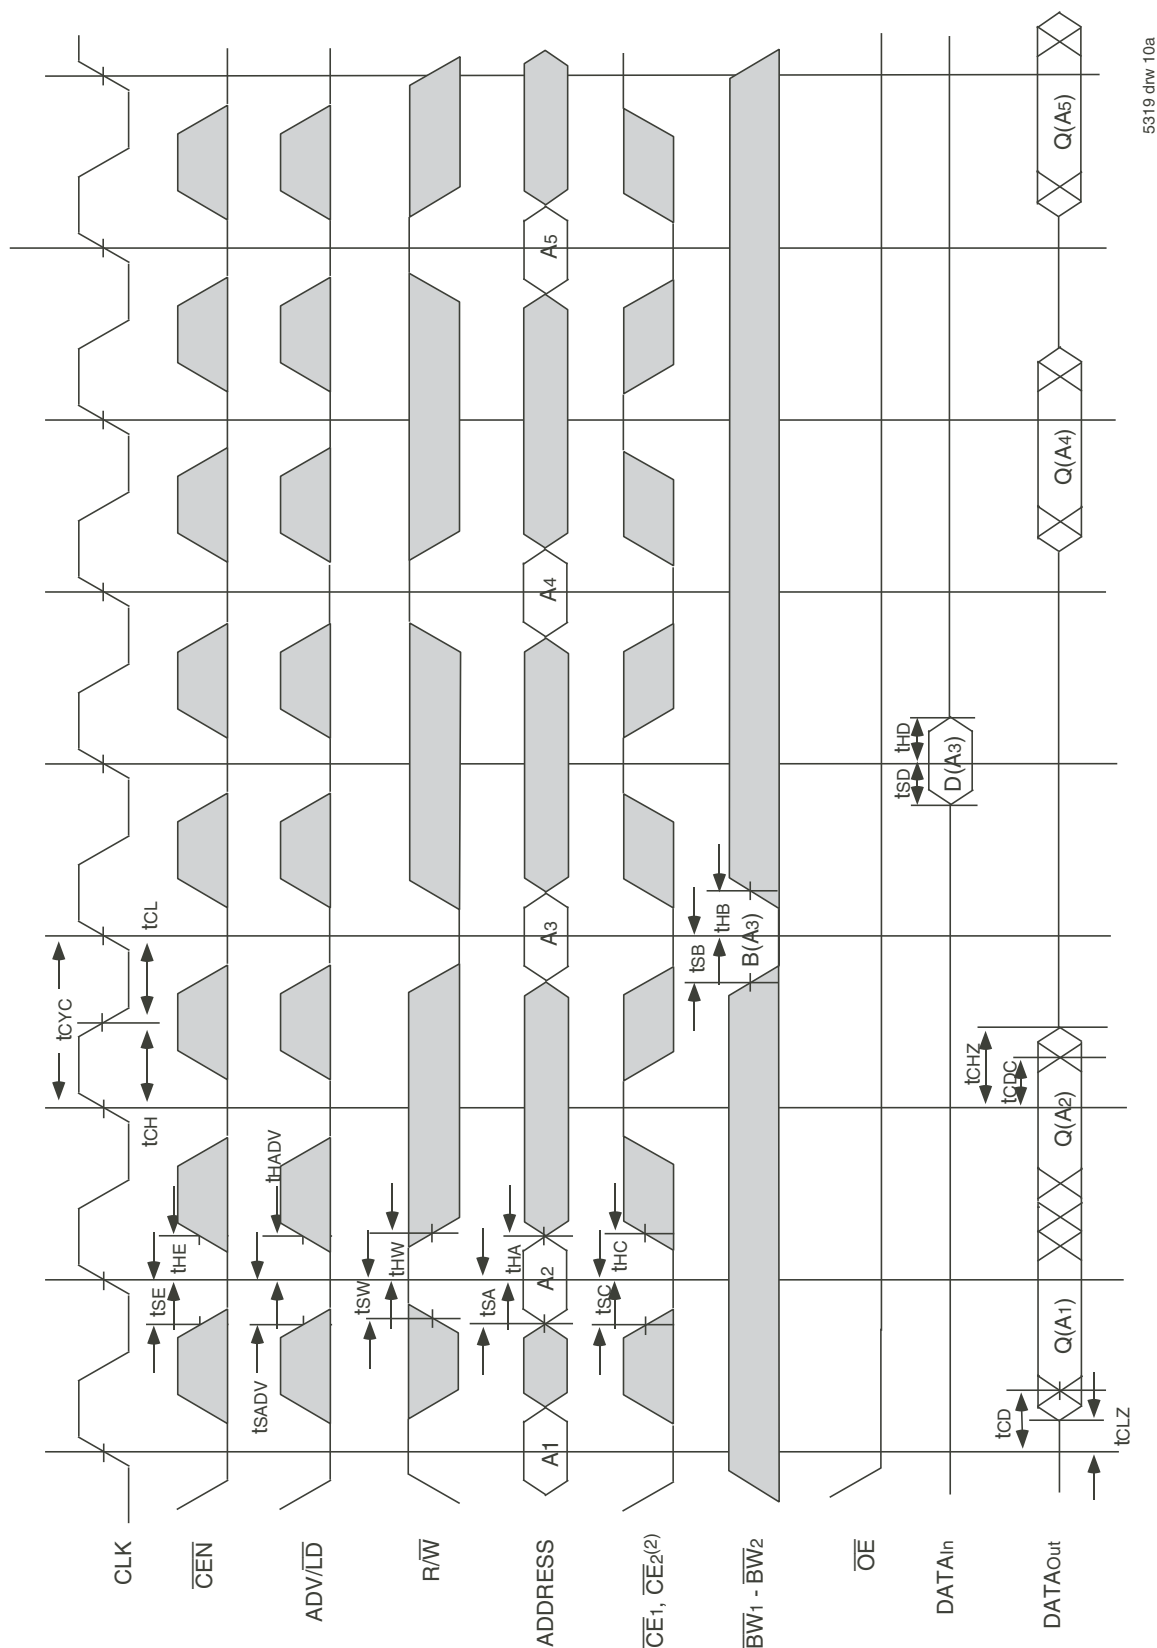 CLK
CEN
ADV/LD
R/W
ADDRESS
CE1, CE2(2)
BW1 - BW2
OE
DATAIn
DATAOut
tCYC
tCH
tCL
tSE
tHE
tSADV
tHADV
tSW
tHW
A1
tSA
tHA
A2
A3
A4
A5
tSC
tHC
tSB
tHB
B(A3)
tSD
tHD
D(A3)
tCD
tCLZ
Q(A1)
Q(A2)
tCHZ
tCDC
Q(A4)
Q(A5)
5319 drw 10a